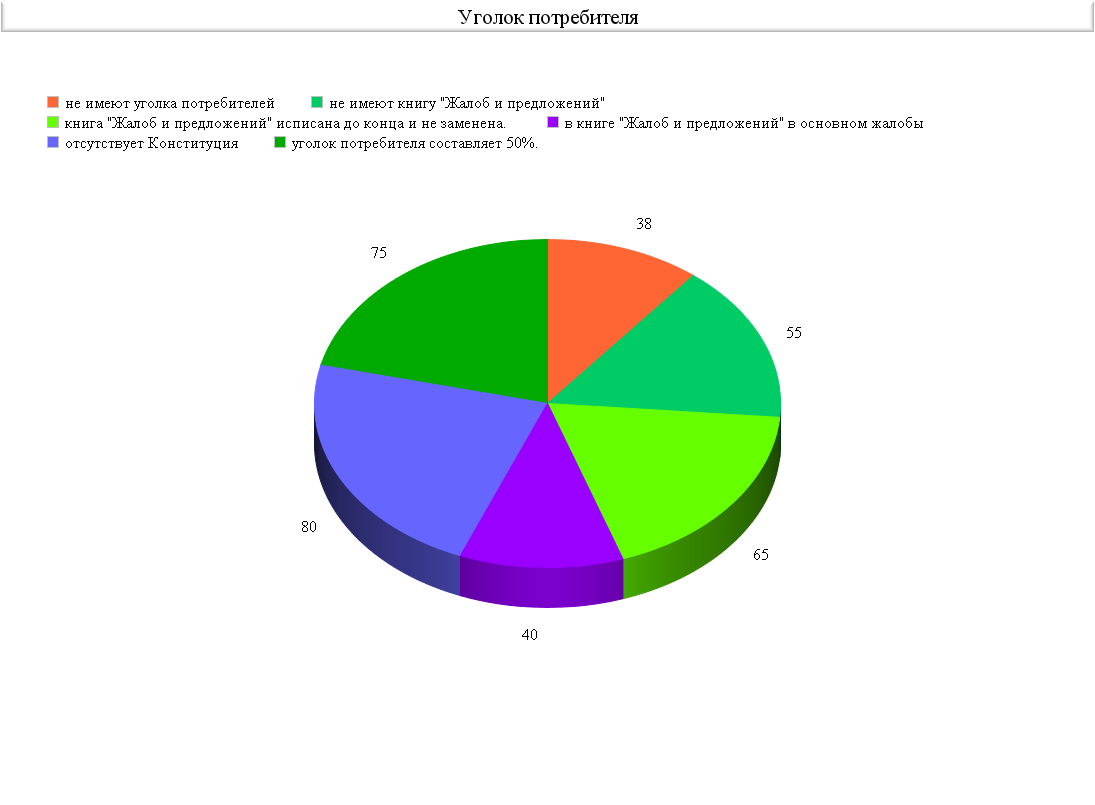 Уголок потребителя
не имеют уголка потребителей не имеют книгу "Жалоб и предложений"
книга "Жалоб и предложений" исписана до конца и не заменена. в книге "Жалоб и предложений" в основном жалобы
отсутствует Конституция уголок потребителя составляет 50%.
38
75
55
80
65
40